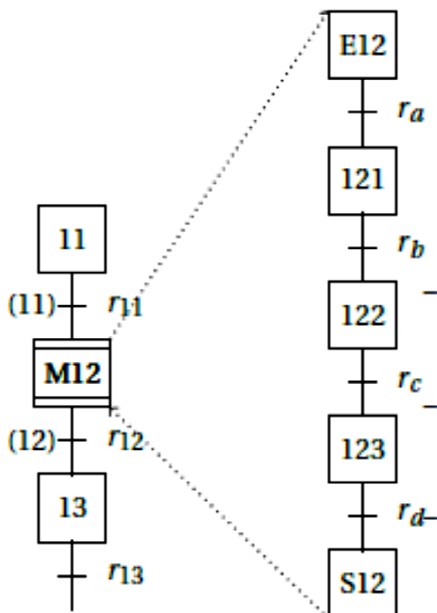 E12
r_a
121
r_b
11
(11) r_11
122
M12
r_c
(12) r_12
123
13
r_d
r_13
S12